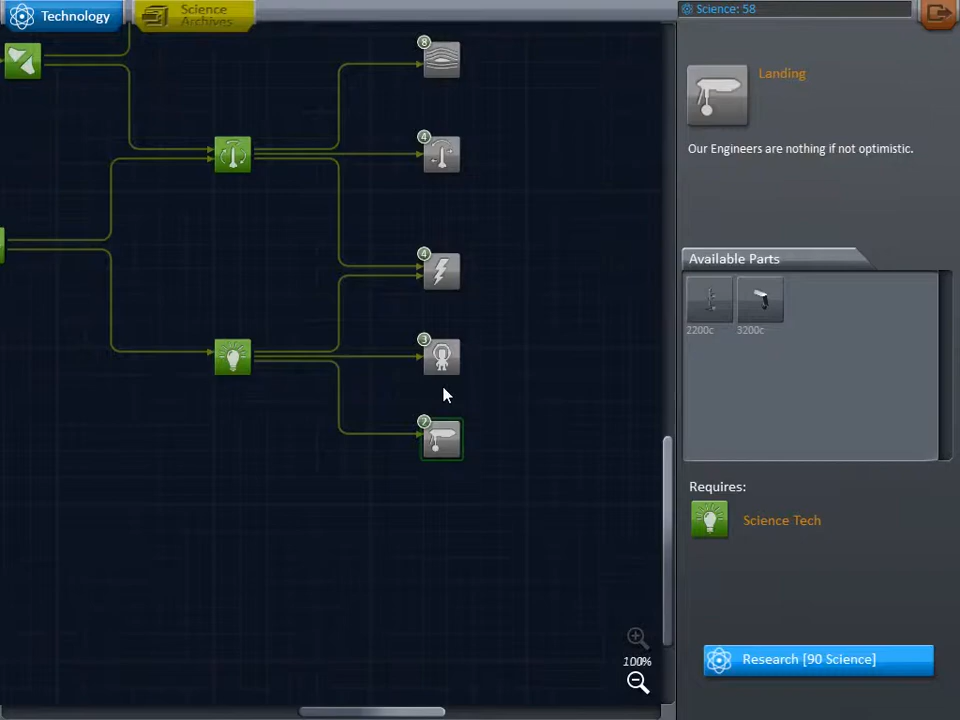 Technology
Science
Archives
Science: 58
Landing
Our Engineers are nothing if not optimistic.
Available Parts
2200c
3200c
Requires:
Science Tech
Research [90 Science]
8
4
4
3
2
100%